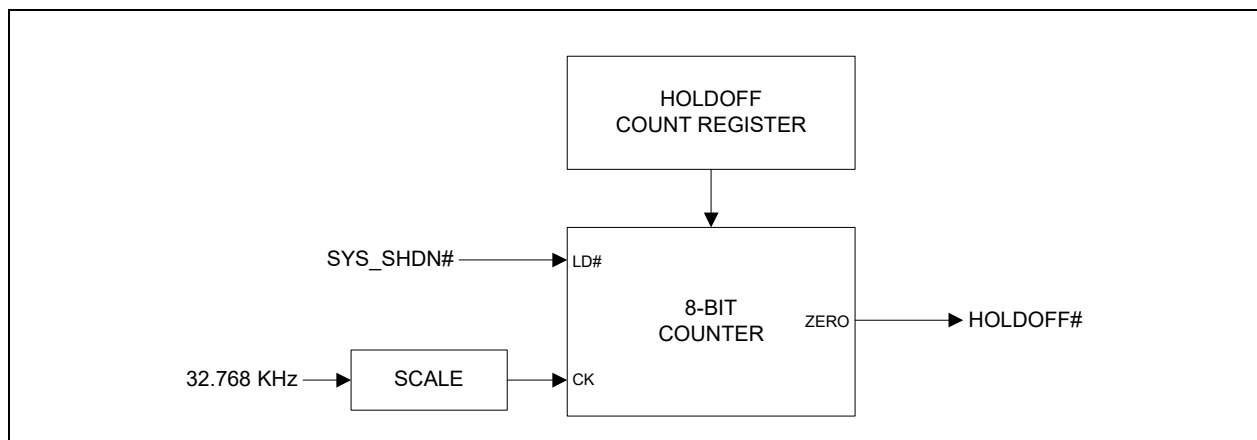 HOLDOFF
COUNT REGISTER
SYS_SHDN#
LD#
8-BIT
COUNTER
ZERO
HOLDOFF#
32.768 KHz
SCALE
CK